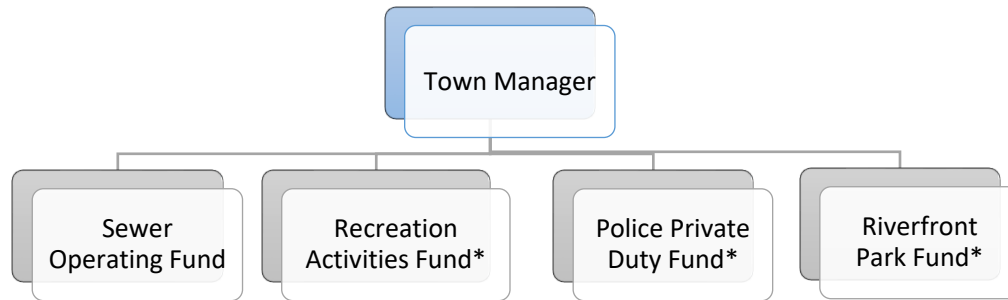 Town Manager
Sewer
Operating Fund
Recreation
Activities Fund*
Police Private
Duty Fund*
Riverfront
Park Fund*